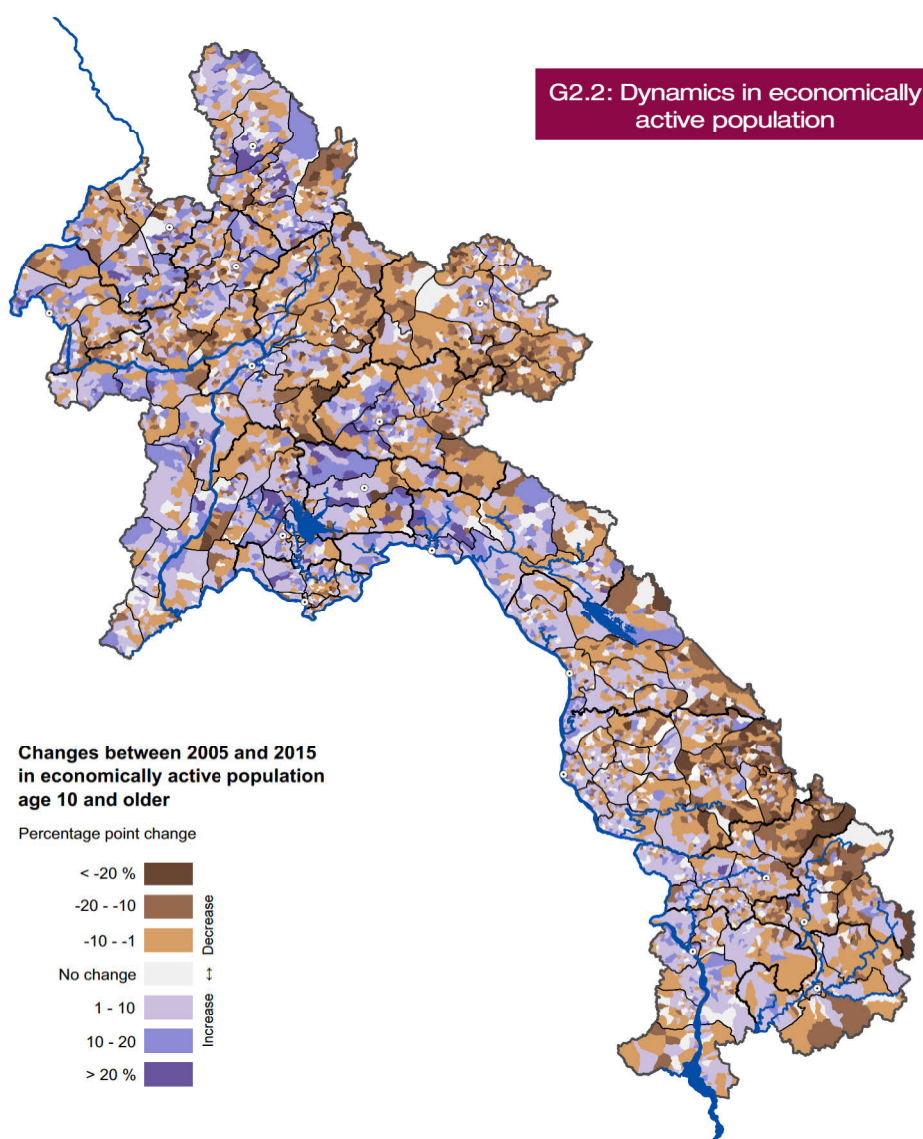 G2.2: Dynamics in economically
active population
Changes between 2005 and 2015
in economically active population
age 10 and older
Percentage point change
< -20 %
-20 - -10
-10 - -1
No change
1 - 10
10 - 20
> 20 %
Decrease
↔
Increase